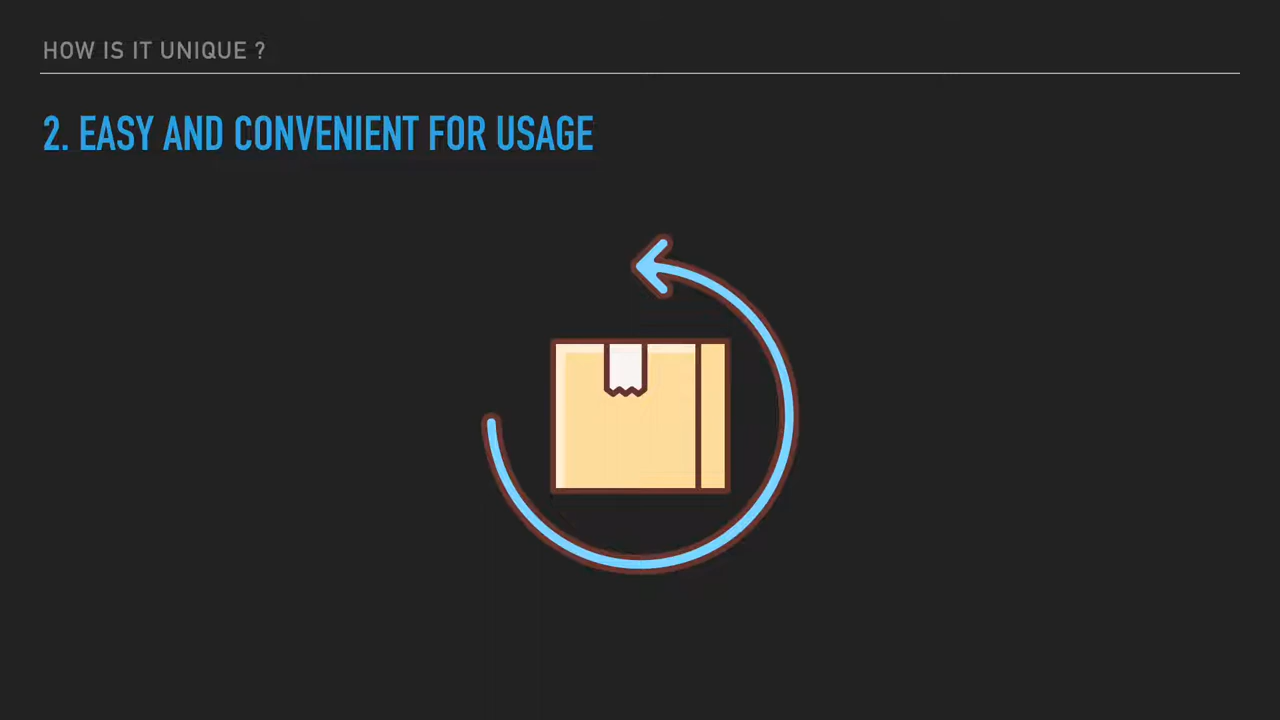 HOW IS IT UNIQUE ?
2. EASY AND CONVENIENT FOR USAGE